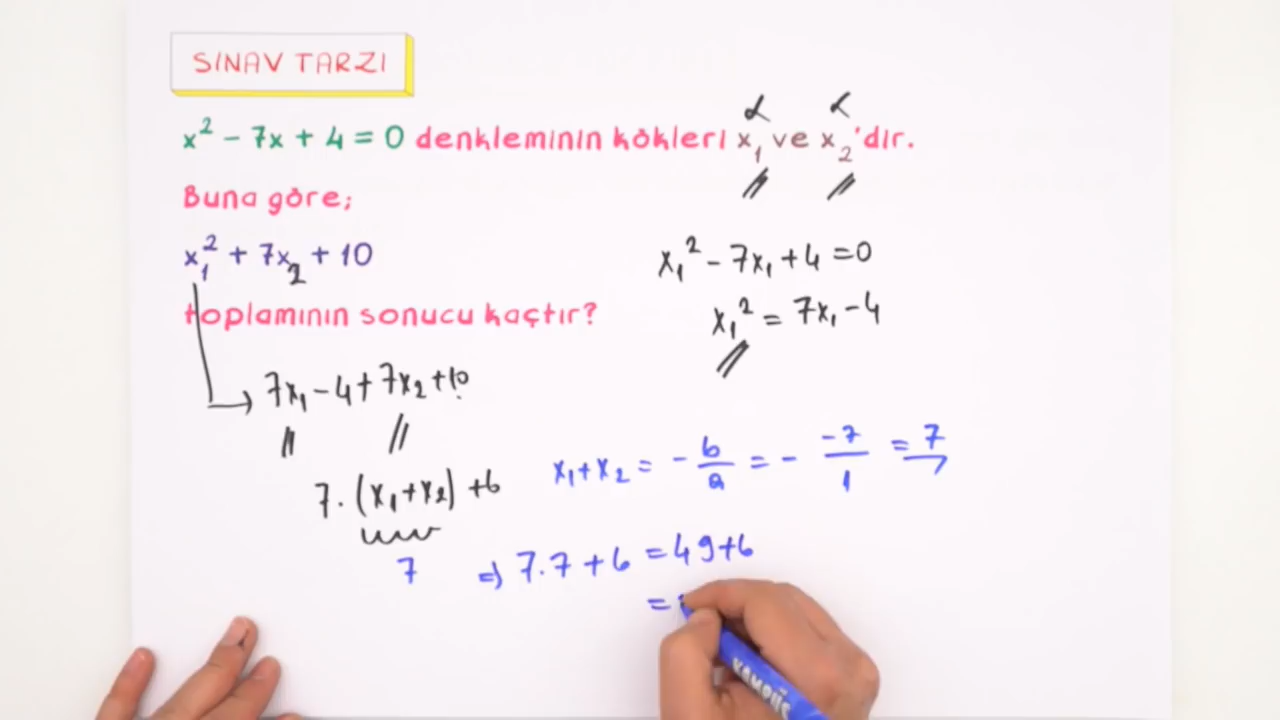 SINAV TARZI
x² - 7x + 4 = 0 denkleminin kökleri x₁ ve x₂'dir.
α α
Buna göre;
x₁² + 7x₂ + 10
toplamının sonucu kaçtır?
x₁² - 7x₁ + 4 = 0
x₁² = 7x₁ - 4
7x₁ - 4 + 7x₂ + 10
7 . (x₁ + x₂) + 6
7
x₁ + x₂ = - b/a = - -7/1 = 7
⇒ 7.7 + 6 = 49 + 6
=
KAMPÜS